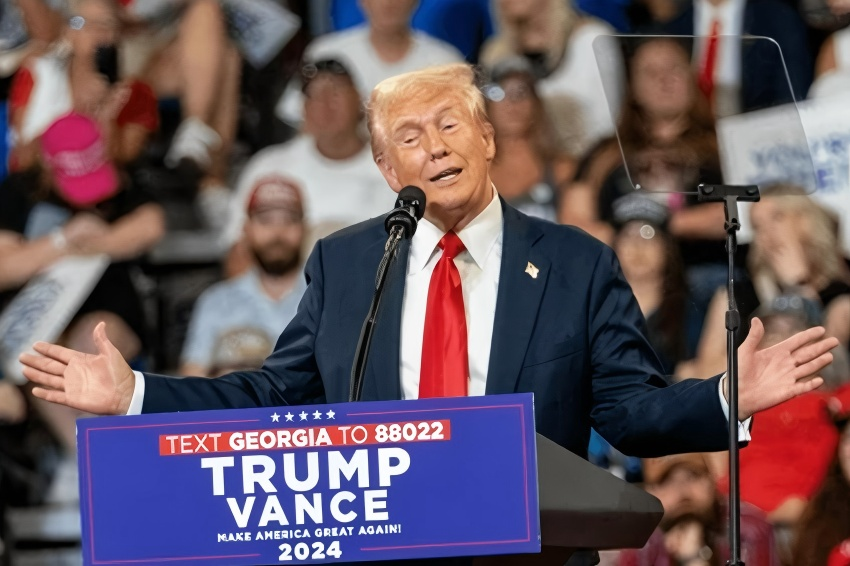 TEXT GEORGIA TO 88022
TRUMP
VANCE
MAKE AMERICA GREAT AGAIN!
2024